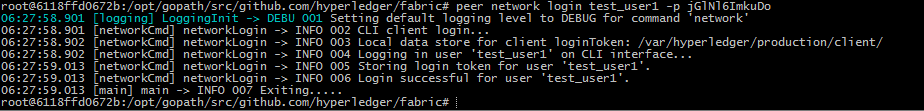 root@6118ffd0672b:/opt/gopath/src/github.com/hyperledger/fabric# peer network login test_user1 -p jGlNl6ImkuDo
06:27:58.901 [logging] LoggingInit -> DEBU 001 Setting default logging level to DEBUG for command 'network'
06:27:58.901 [networkCmd] networkLogin -> INFO 002 CLI client login...
06:27:58.902 [networkCmd] networkLogin -> INFO 003 Local data store for client loginToken: /var/hyperledger/production/client/
06:27:58.902 [networkCmd] networkLogin -> INFO 004 Logging in user 'test_user1' on CLI interface...
06:27:59.013 [networkCmd] networkLogin -> INFO 005 Storing login token for user 'test_user1'.
06:27:59.013 [networkCmd] networkLogin -> INFO 006 Login successful for user 'test_user1'.
06:27:59.013 [main] main -> INFO 007 Exiting.....
root@6118ffd0672b:/opt/gopath/src/github.com/hyperledger/fabric#